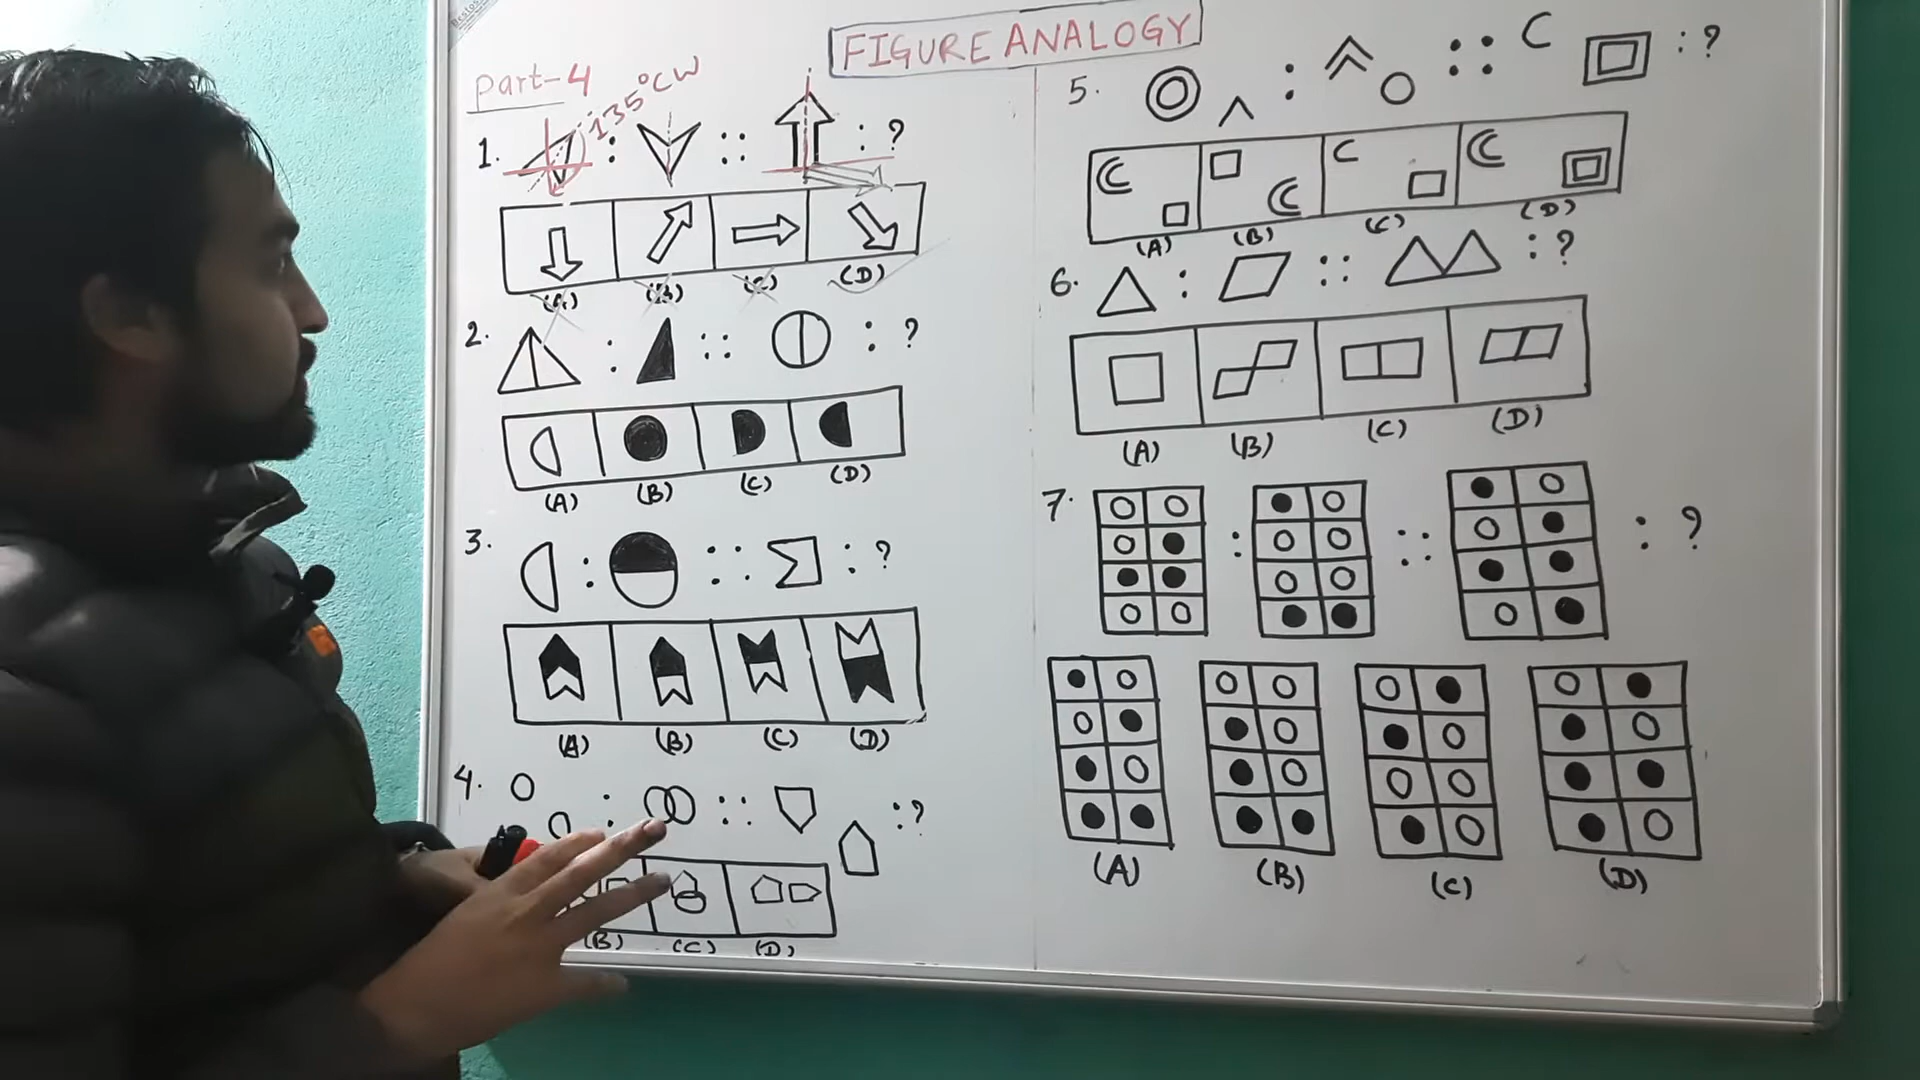 FIGURE ANALOGY
Part-4
135°CW
1. : :: : ?
(A) (B) (C) (D)
2. : :: : ?
(A) (B) (C) (D)
3. : :: : ?
(A) (B) (C) (D)
4. : :: : ?
(B) (C) (D)
5. : :: : ?
(A) (B) (C) (D)
6. : :: : ?
(A) (B) (C) (D)
7. : :: : ?
(A) (B) (C) (D)